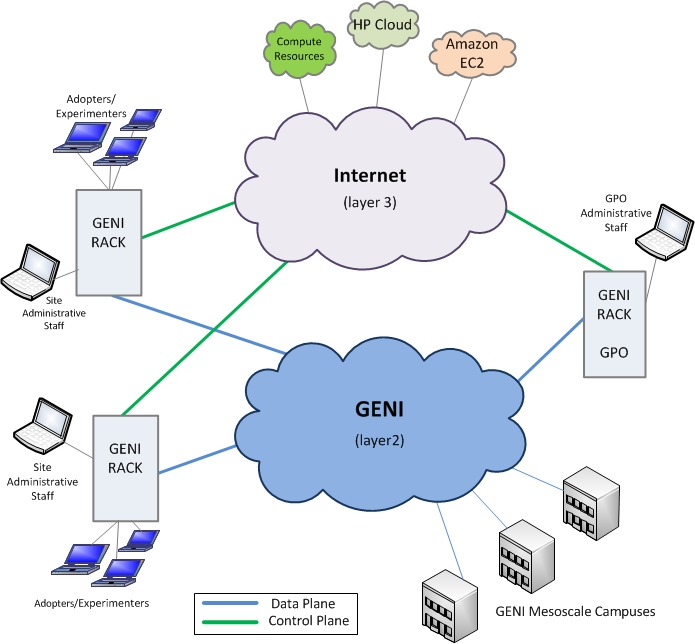 Compute
Resources
HP Cloud
Amazon
EC2
Adopters/
Experimenters
Internet
(layer 3)
GENI
RACK
GPO
Administrative
Staff
Site
Administrative
Staff
GENI
RACK
GPO
GENI
(layer2)
GENI
RACK
Site
Administrative
Staff
Adopters/Experimenters
Data Plane
Control Plane
GENI Mesoscale Campuses